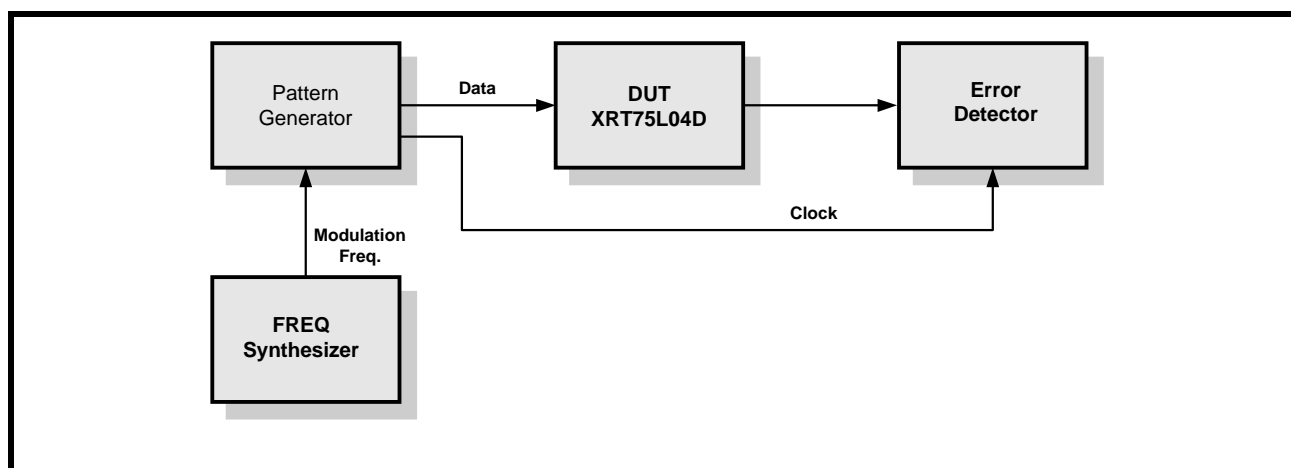 Pattern
Generator
Data
DUT
XRT75L04D
Error
Detector
Clock
Modulation
Freq.
FREQ
Synthesizer